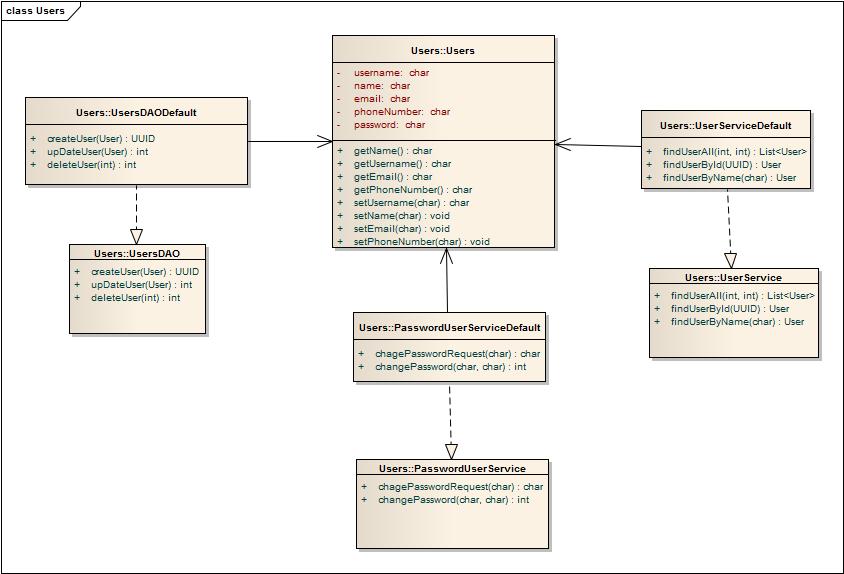 class Users
Users::Users
- username: char
- name: char
- email: char
- phoneNumber: char
- password: char
+ getName() : char
+ getUsername() : char
+ getEmail() : char
+ getPhoneNumber() : char
+ setUsername(char) : char
+ setName(char) : void
+ setEmail(char) : void
+ setPhoneNumber(char) : void
Users::UsersDAODefault
+ createUser(User) : UUID
+ upDateUser(User) : int
+ deleteUser(int) : int
Users::UserServiceDefault
+ findUserAll(int, int) : List<User>
+ findUserById(UUID) : User
+ findUserByName(char) : User
Users::UsersDAO
+ createUser(User) : UUID
+ upDateUser(User) : int
+ deleteUser(int) : int
Users::UserService
+ findUserAll(int, int) : List<User>
+ findUserById(UUID) : User
+ findUserByName(char) : User
Users::PasswordUserServiceDefault
+ chagePasswordRequest(char) : char
+ changePassword(char, char) : int
Users::PasswordUserService
+ chagePasswordRequest(char) : char
+ changePassword(char, char) : int